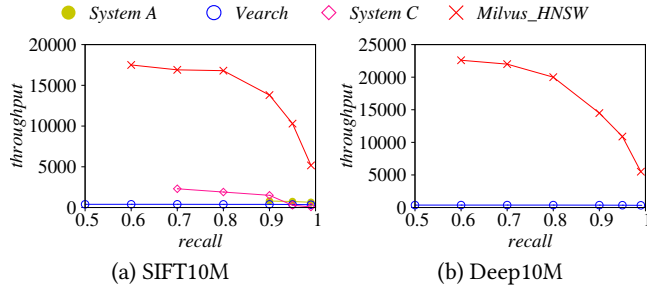 System A Vearch System C Milvus_HNSW
20000
15000
10000
5000
0
throughput
0.5 0.6 0.7 0.8 0.9 1
recall
(a) SIFT10M
25000
20000
15000
10000
5000
0
throughput
0.5 0.6 0.7 0.8 0.9 1
recall
(b) Deep10M